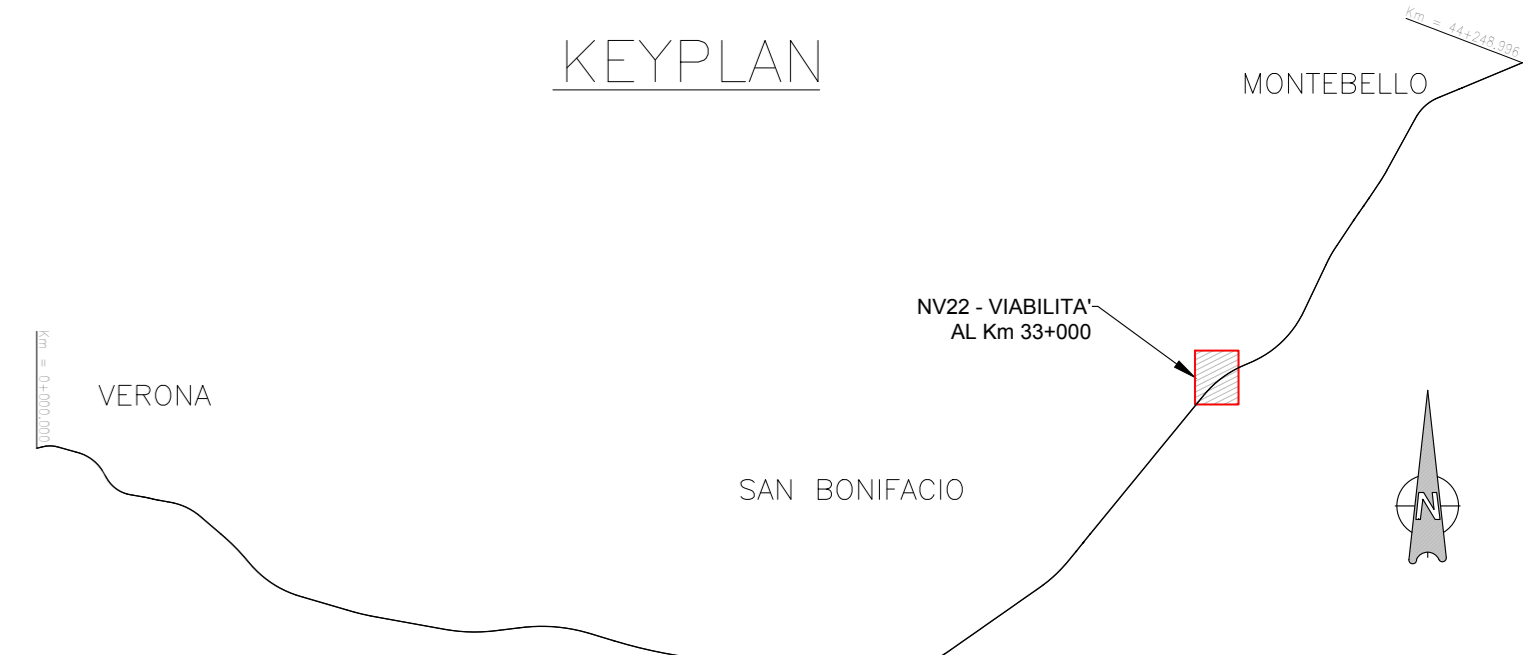 KEYPLAN
Km = 44+248.996
MONTEBELLO
NV22 - VIABILITA'
AL Km 33+000
Km = 0+000.000
VERONA
SAN BONIFACIO
N